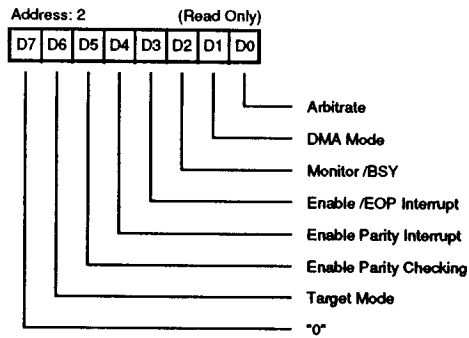 Address: 2 (Read Only)
D7 D6 D5 D4 D3 D2 D1 D0
Arbitrate
DMA Mode
Monitor /BSY
Enable /EOP Interrupt
Enable Parity Interrupt
Enable Parity Checking
Target Mode
"0"